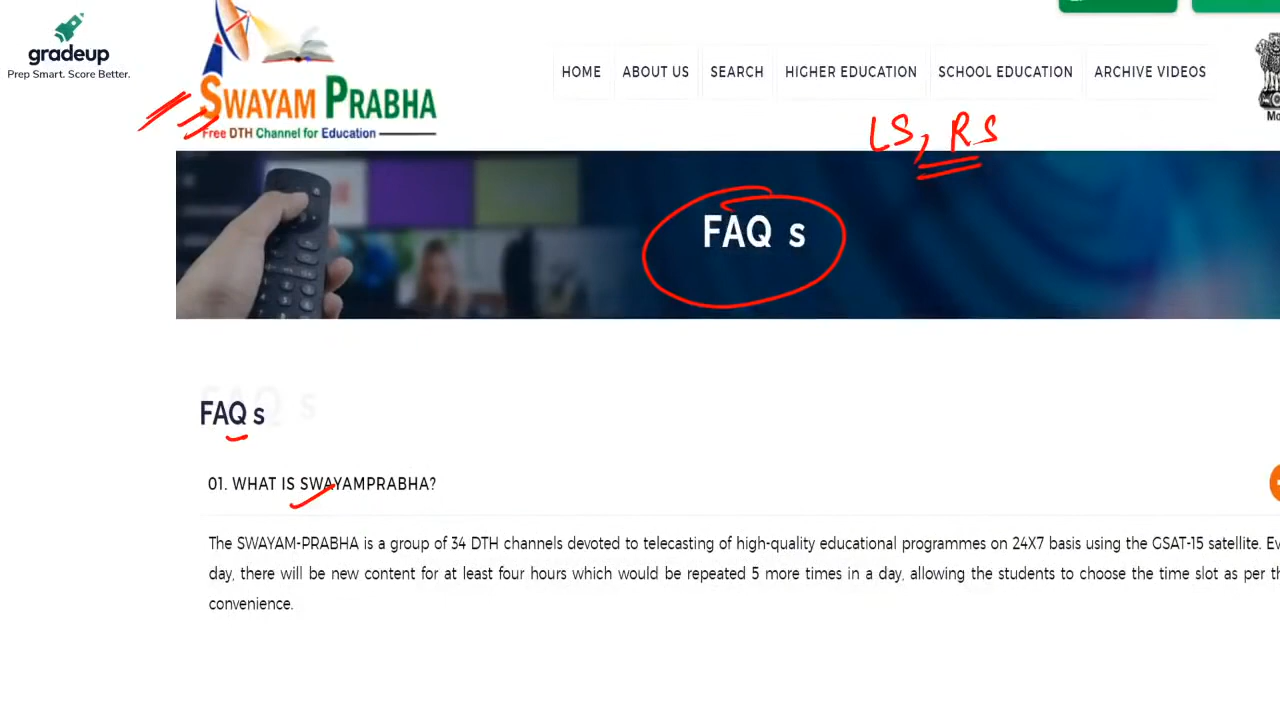 gradeup
Prep Smart. Score Better.
SWAYAM PRABHA
Free DTH Channel for Education
HOME ABOUT US SEARCH HIGHER EDUCATION SCHOOL EDUCATION ARCHIVE VIDEOS
LS, RS
FAQ s
FAQ s
01. WHAT IS SWAYAMPRABHA?
The SWAYAM-PRABHA is a group of 34 DTH channels devoted to telecasting of high-quality educational programmes on 24X7 basis using the GSAT-15 satellite. Ev
day, there will be new content for at least four hours which would be repeated 5 more times in a day, allowing the students to choose the time slot as per th
convenience.